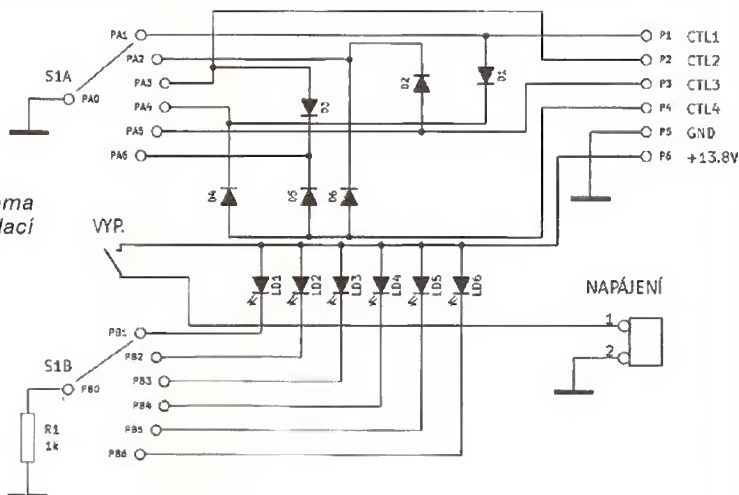 PA1
PA2
S1A
PA3
PA0
PA4
PA5
PA6
D1
D2
D3
D4
D5
D6
P1 CTL1
P2 CTL2
P3 CTL3
P4 CTL4
P5 GND
P6 +13.8V
ma
dací
VYP.
LD1
LD2
LD3
LD4
LD5
LD6
NAPÁJENÍ
1
2
PB1
PB2
S1B
PB0
PB3
PB4
PB5
PB6
R1
1k